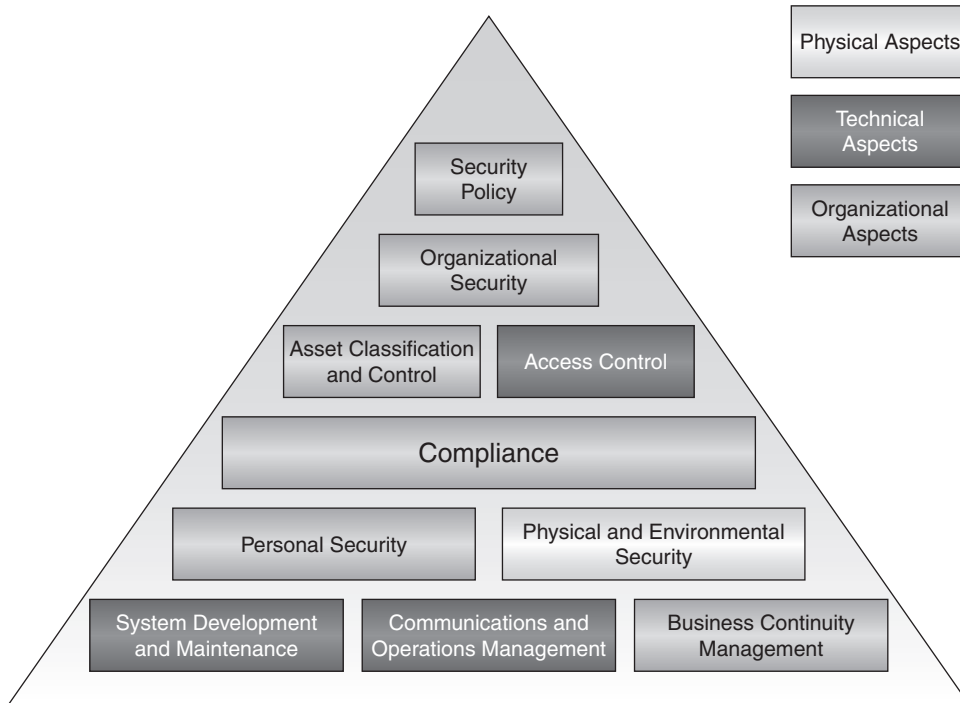 Physical Aspects
Technical
Aspects
Organizational
Aspects
Security
Policy
Organizational
Security
Asset Classification
and Control
Access Control
Compliance
Personal Security
Physical and Environmental
Security
System Development
and Maintenance
Communications and
Operations Management
Business Continuity
Management